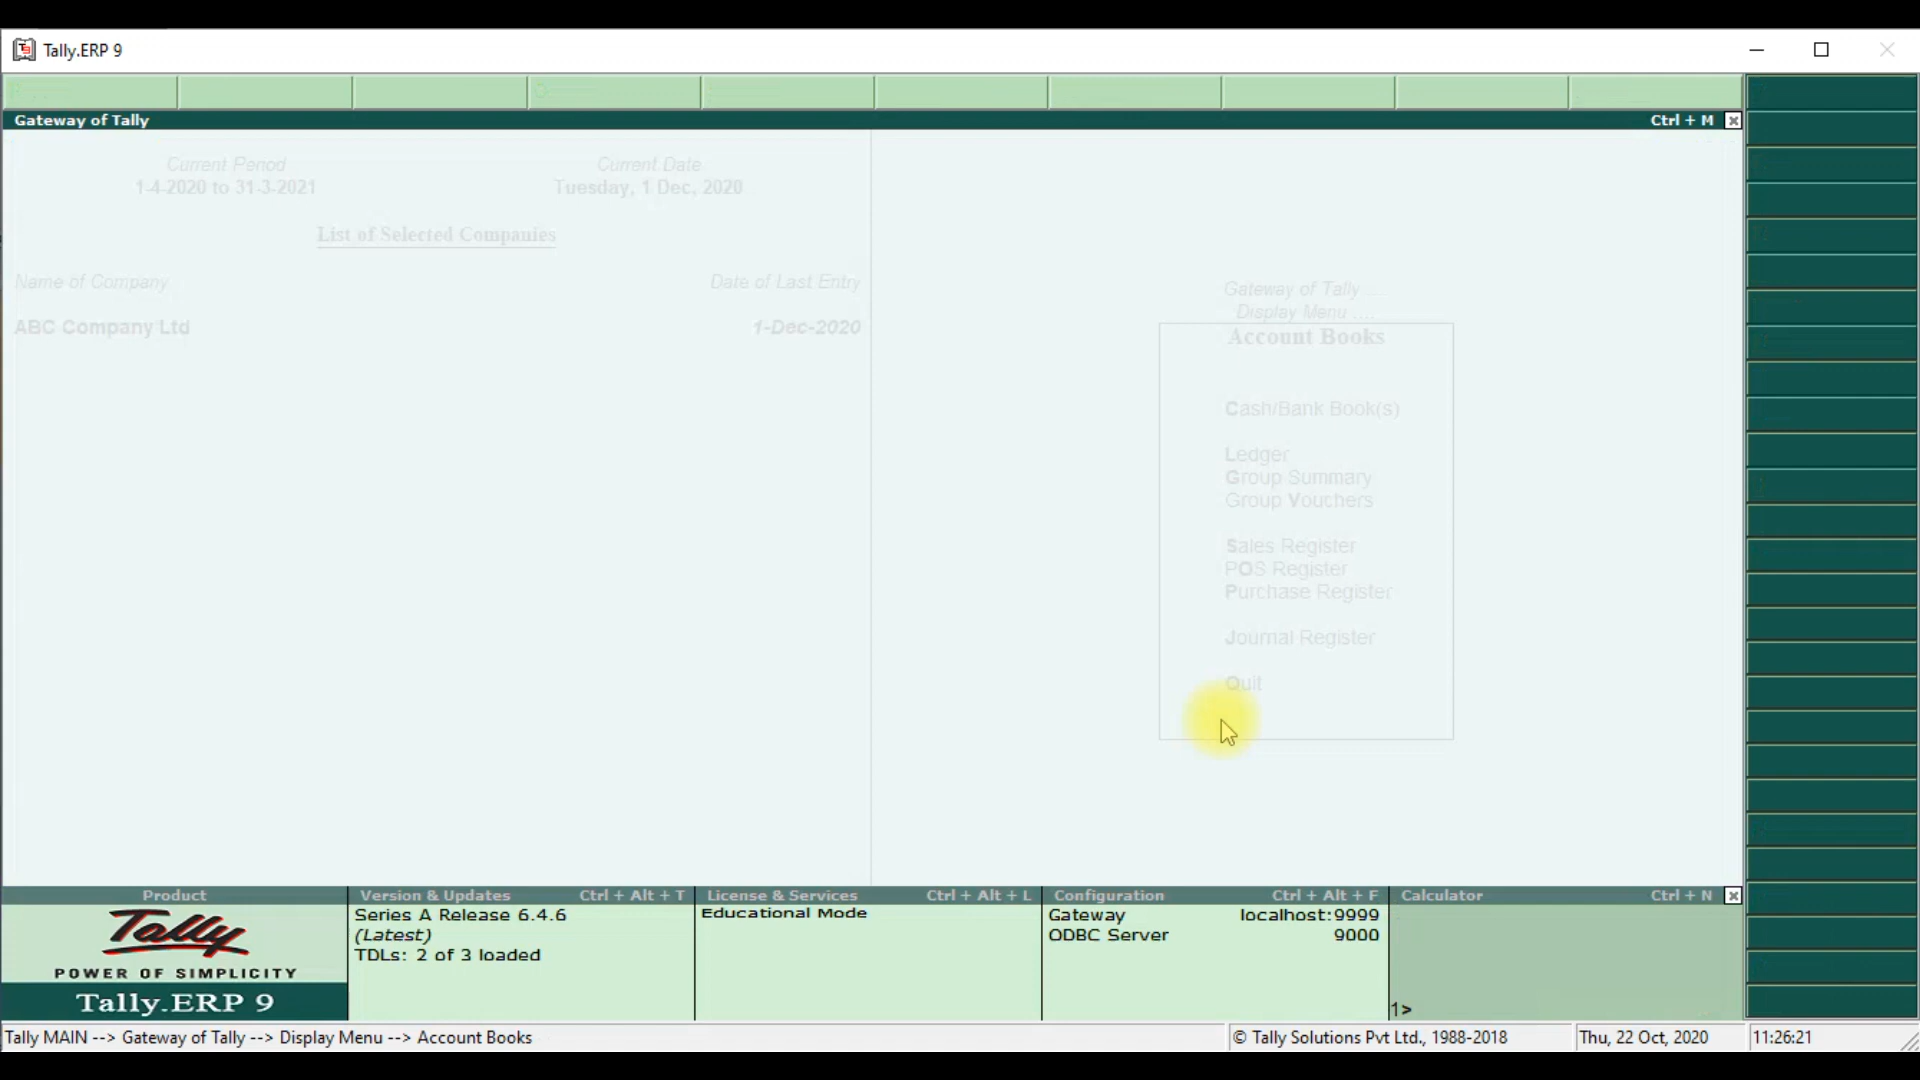 Tally.ERP 9
Gateway of Tally Ctrl + M
Current Period Current Date
1-4-2020 to 31-3-2021 Tuesday, 1 Dec, 2020
List of Selected Companies
Name of Company Date of Last Entry
ABC Company Ltd 1-Dec-2020
Gateway of Tally ...
Display Menu ....
Account Books
Cash/Bank Book(s)
Ledger
Group Summary
Group Vouchers
Sales Register
POS Register
Purchase Register
Journal Register
Quit
Product
Tally
POWER OF SIMPLICITY
Tally.ERP 9
Version & Updates Ctrl + Alt + T
Series A Release 6.4.6
(Latest)
TDLs: 2 of 3 loaded
License & Services Ctrl + Alt + L
Educational Mode
Configuration Ctrl + Alt + F
Gateway localhost:9999
ODBC Server 9000
Calculator Ctrl + N
1>
Tally MAIN --> Gateway of Tally --> Display Menu --> Account Books
© Tally Solutions Pvt Ltd., 1988-2018
Thu, 22 Oct, 2020
11:26:21